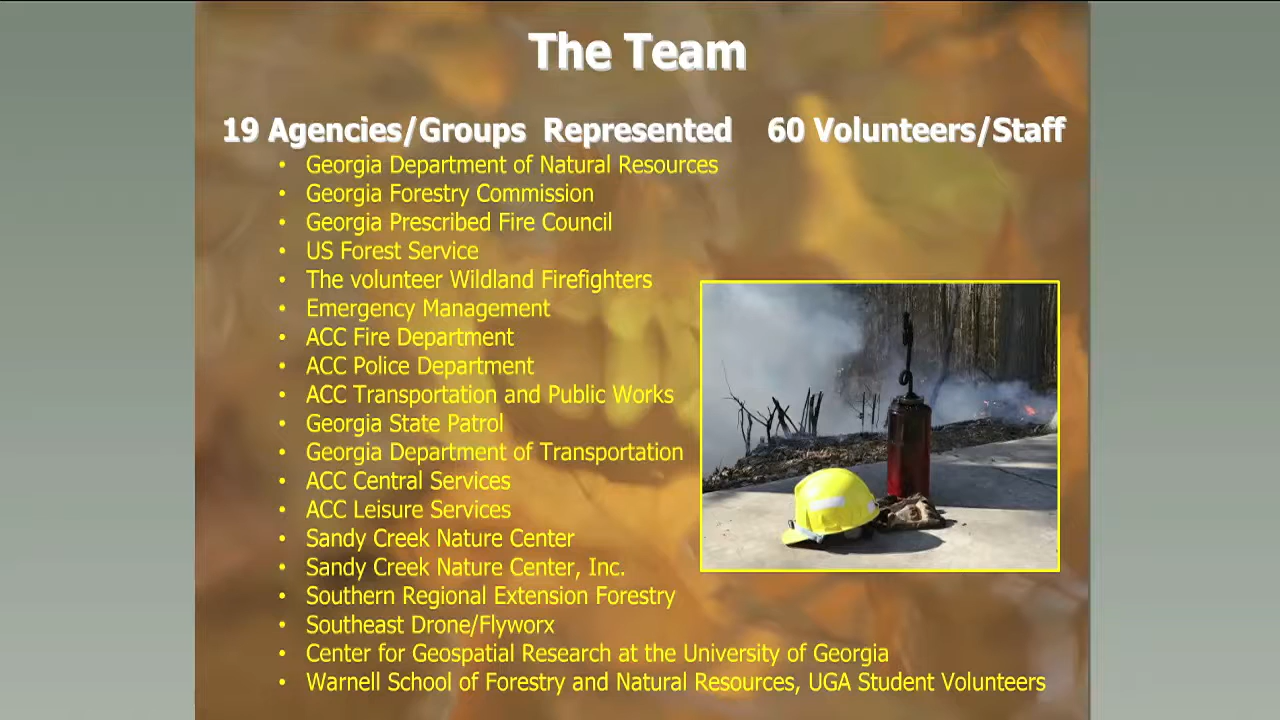 The Team
19 Agencies/Groups Represented 60 Volunteers/Staff
• Georgia Department of Natural Resources
• Georgia Forestry Commission
• Georgia Prescribed Fire Council
• US Forest Service
• The volunteer Wildland Firefighters
• Emergency Management
• ACC Fire Department
• ACC Police Department
• ACC Transportation and Public Works
• Georgia State Patrol
• Georgia Department of Transportation
• ACC Central Services
• ACC Leisure Services
• Sandy Creek Nature Center
• Sandy Creek Nature Center, Inc.
• Southern Regional Extension Forestry
• Southeast Drone/Flyworx
• Center for Geospatial Research at the University of Georgia
• Warnell School of Forestry and Natural Resources, UGA Student Volunteers